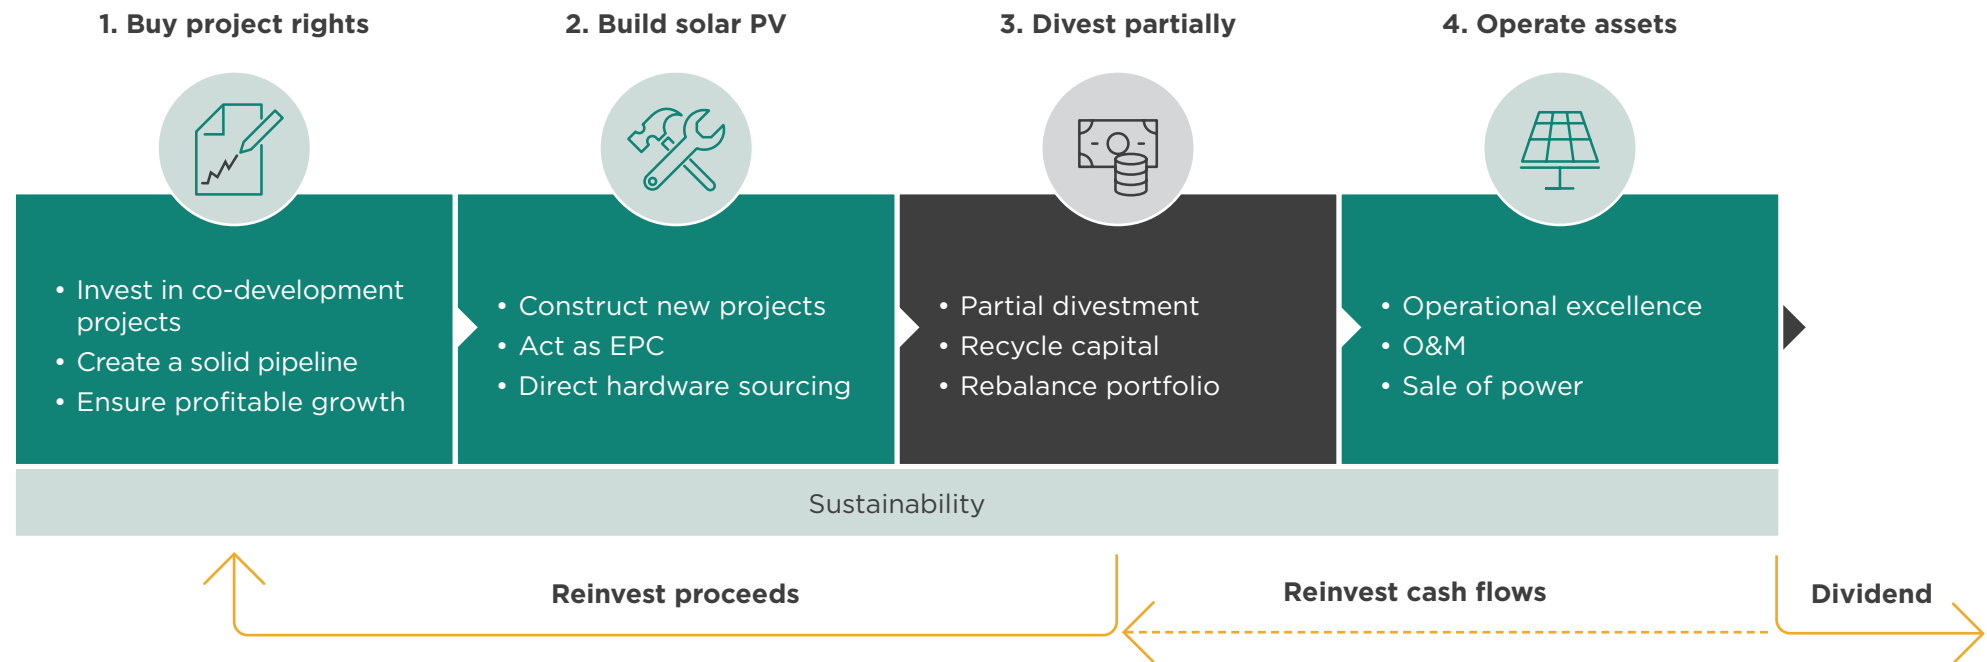 1. Buy project rights
2. Build solar PV
3. Divest partially
4. Operate assets
• Invest in co-development
projects
• Create a solid pipeline
• Ensure profitable growth
• Construct new projects
• Act as EPC
• Direct hardware sourcing
• Partial divestment
• Recycle capital
• Rebalance portfolio
• Operational excellence
• O&M
• Sale of power
Sustainability
Reinvest proceeds
Reinvest cash flows
Dividend